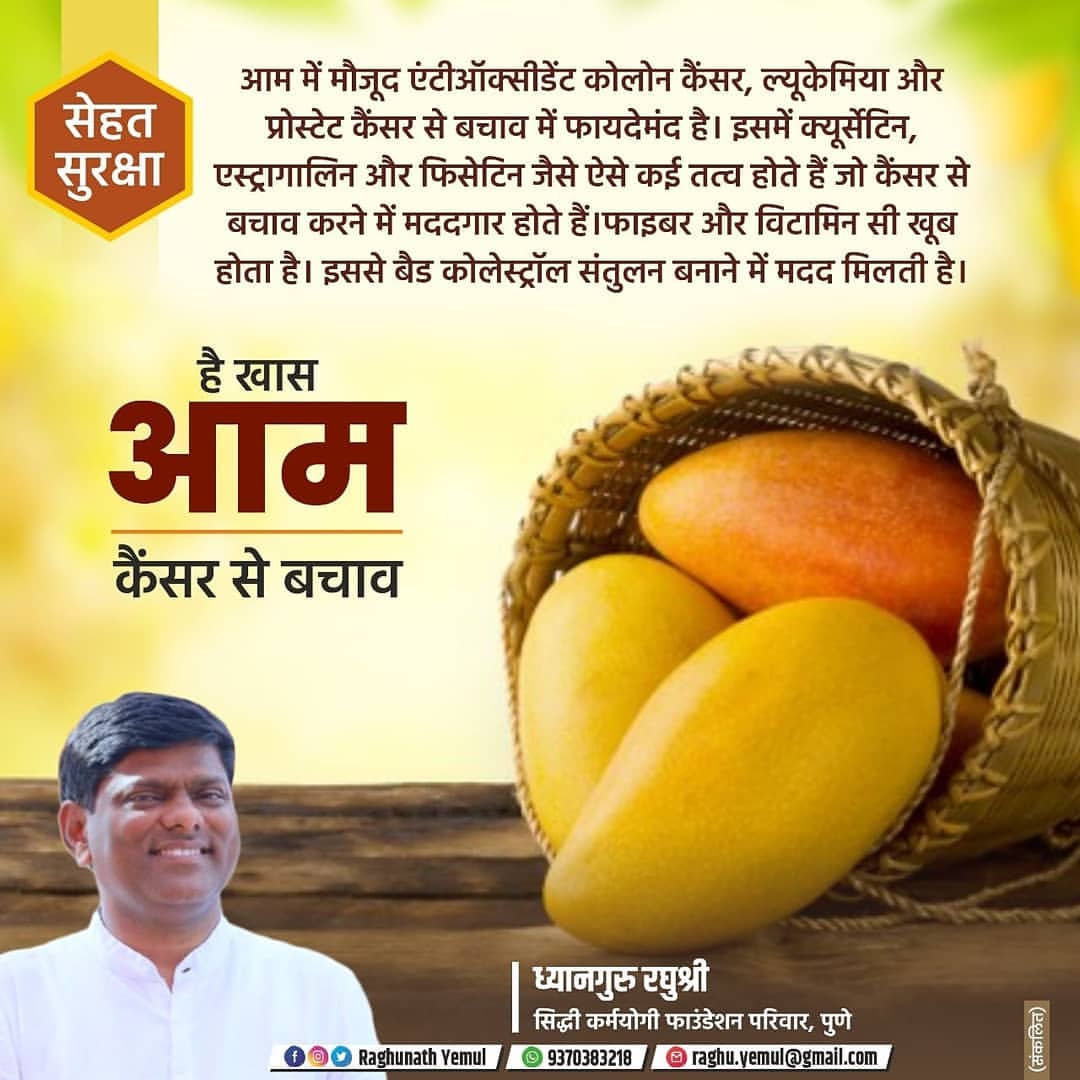 सेहत
सुरक्षा
आम में मौजूद एंटीऑक्सीडेंट कोलोन कैंसर, ल्यूकेमिया और
प्रोस्टेट कैंसर से बचाव में फायदेमंद है। इसमें क्यूर्सेटिन,
एस्ट्रागालिन और फिसेटिन जैसे ऐसे कई तत्व होते हैं जो कैंसर से
बचाव करने में मददगार होते हैं।फाइबर और विटामिन सी खूब
होता है। इससे बैड कोलेस्ट्रॉल संतुलन बनाने में मदद मिलती है।
है खास
आम
कैंसर से बचाव
ध्यानगुरु रघुश्री
सिद्धी कर्मयोगी फाउंडेशन परिवार, पुणे
Raghunath Yemul
9370383218
raghu.yemul@gmail.com
(संकलित)